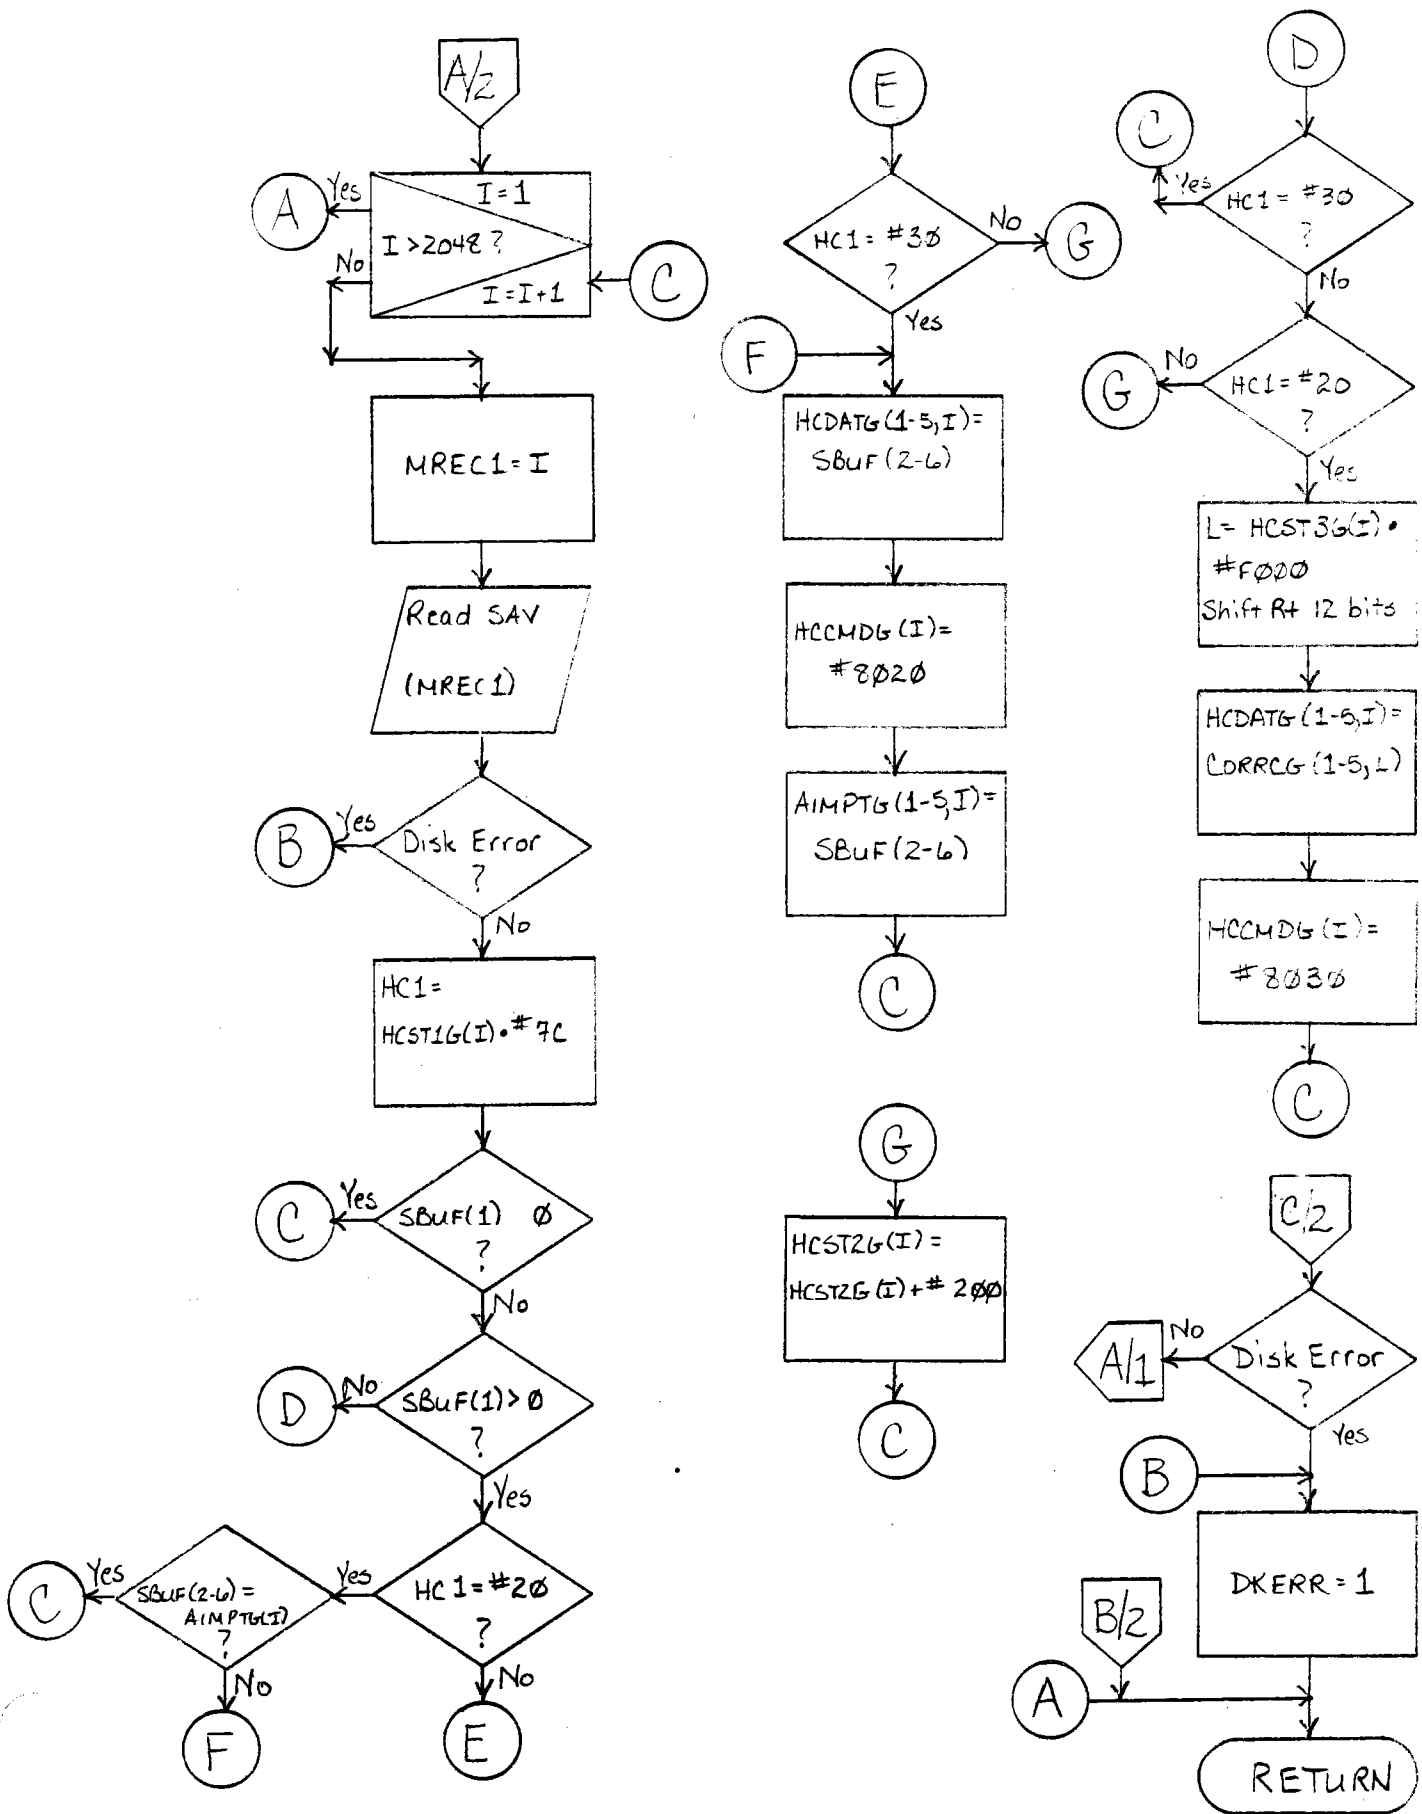 A/2
I=1
A
Yes
I>2048?
No
I=I+1
C
MREC1=I
Read SAV
(MREC1)
B
Yes
Disk Error
?
No
HC1=
HCST1G(I)•#7C
C
Yes
SBUF(1) Ø
?
No
D
No
SBUF(1)>Ø
?
Yes
C
Yes
SBUF(2-6)=
AIMPTG(I)
?
No
F
Yes
HC1=#2Ø
?
No
E
E
HC1=#3Ø
?
No
G
Yes
F
HCDATG(1-5,I)=
SBUF(2-6)
HCCMDG(I)=
#8Ø2Ø
AIMPTG(1-5,I)=
SBUF(2-6)
C
G
HCST2G(I)=
HCST2G(I)+#2ØØ
C
D
C
Yes
HC1=#30
?
No
G
No
HC1=#20
?
Yes
L= HCST3G(I)•
#FØØØ
Shift Rt 12 bits
HCDATG(1-5,I)=
CORRCG(1-5,L)
HCCMDG(I)=
#8Ø3Ø
C
C/2
A/1
No
Disk Error
?
Yes
B
DKERR=1
B/2
A
RETURN